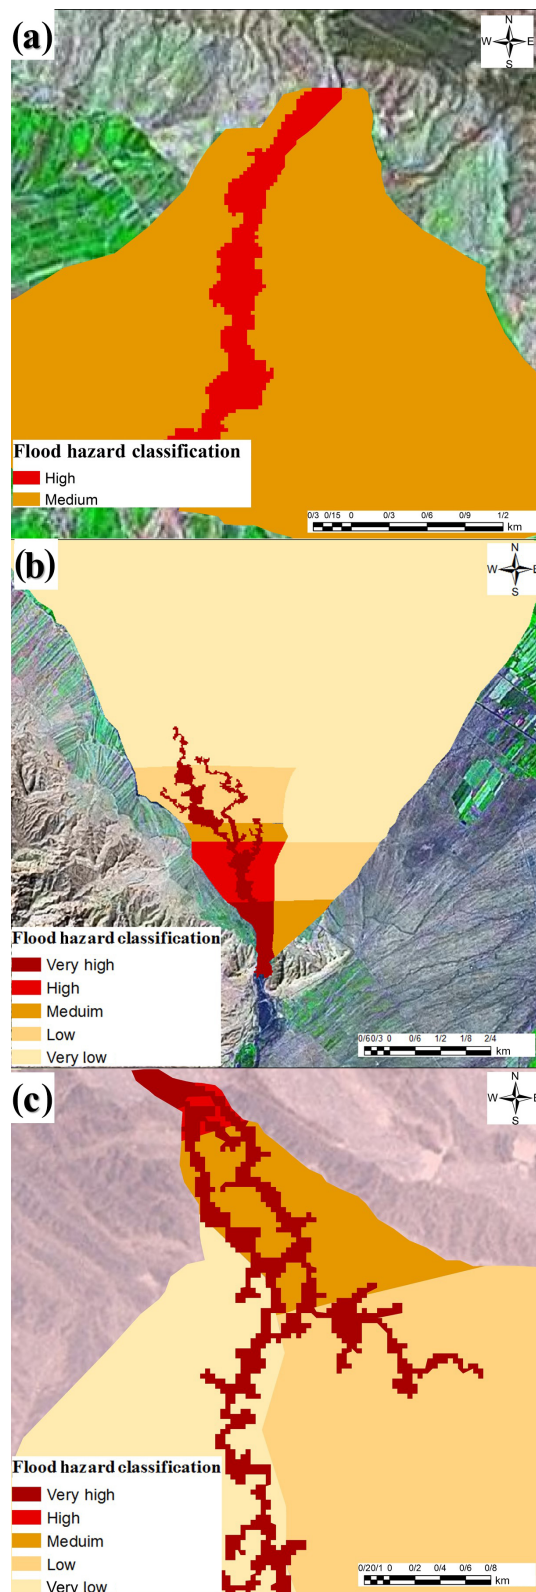 (a)
N
W E
S
Flood hazard classification
High
Medium
0/3 0/15 0 0/3 0/6 0/9 1/2
km
(b)
N
W E
S
Flood hazard classification
Very high
High
Meduim
Low
Very low
0/60/3 0 0/6 1/2 1/8 2/4
km
(c)
N
W E
S
Flood hazard classification
Very high
High
Meduim
Low
Very low
0/20/1 0 0/2 0/4 0/6 0/8
km